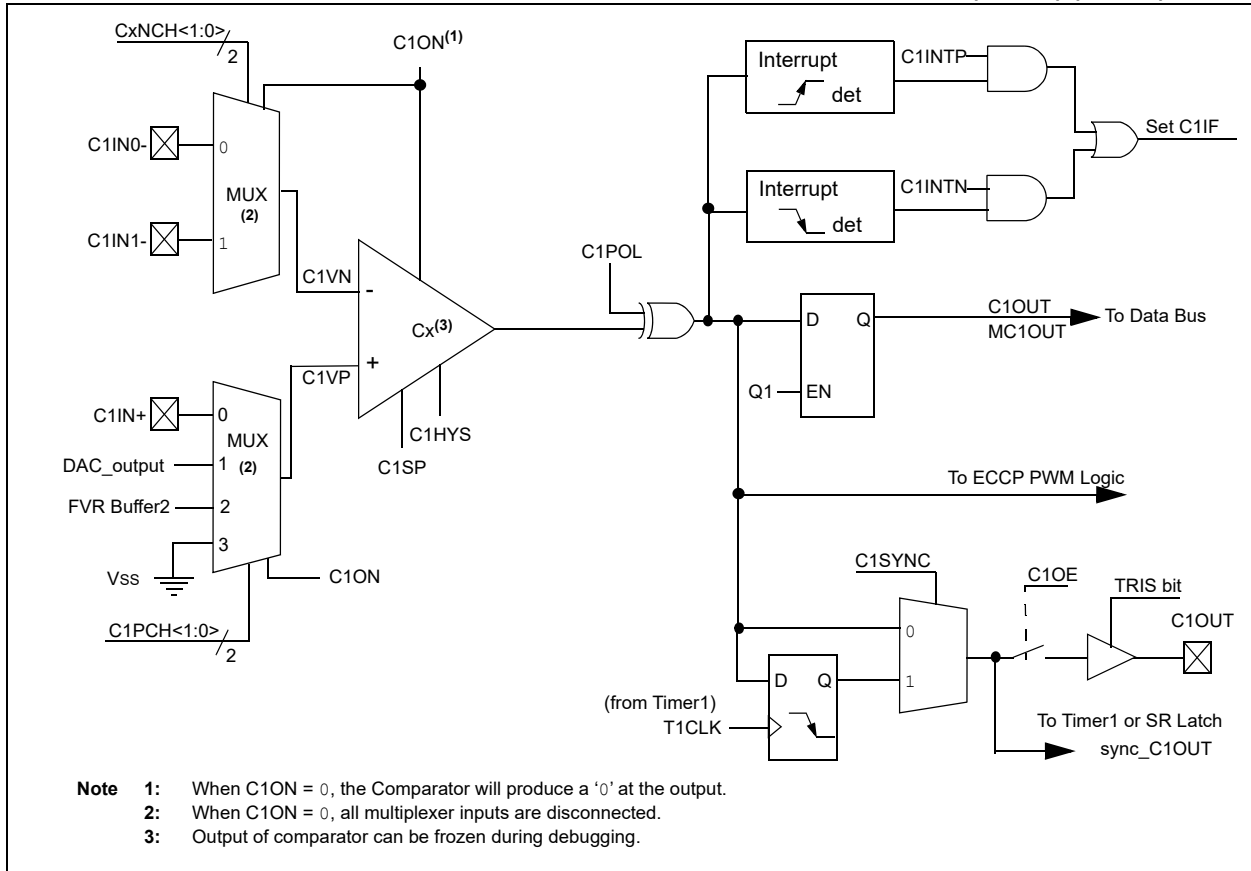 CxNCH<1:0>
2
C1ON(1)
C1IN0-
0
MUX
(2)
C1IN1-
1
C1VN
-
Cx(3)
+
C1VP
C1HYS
C1SP
C1IN+
0
MUX
(2)
DAC_output
1
FVR Buffer2
2
3
Vss
C1ON
C1PCH<1:0>
2
C1POL
Interrupt
det
C1INTP
Set C1IF
Interrupt
det
C1INTN
D Q
C1OUT
MC1OUT
To Data Bus
Q1
EN
To ECCP PWM Logic
C1SYNC
0
1
C1OE
TRIS bit
C1OUT
D Q
(from Timer1)
T1CLK
To Timer1 or SR Latch
sync_C1OUT
Note 1: When C1ON = 0, the Comparator will produce a ‘0’ at the output.
2: When C1ON = 0, all multiplexer inputs are disconnected.
3: Output of comparator can be frozen during debugging.